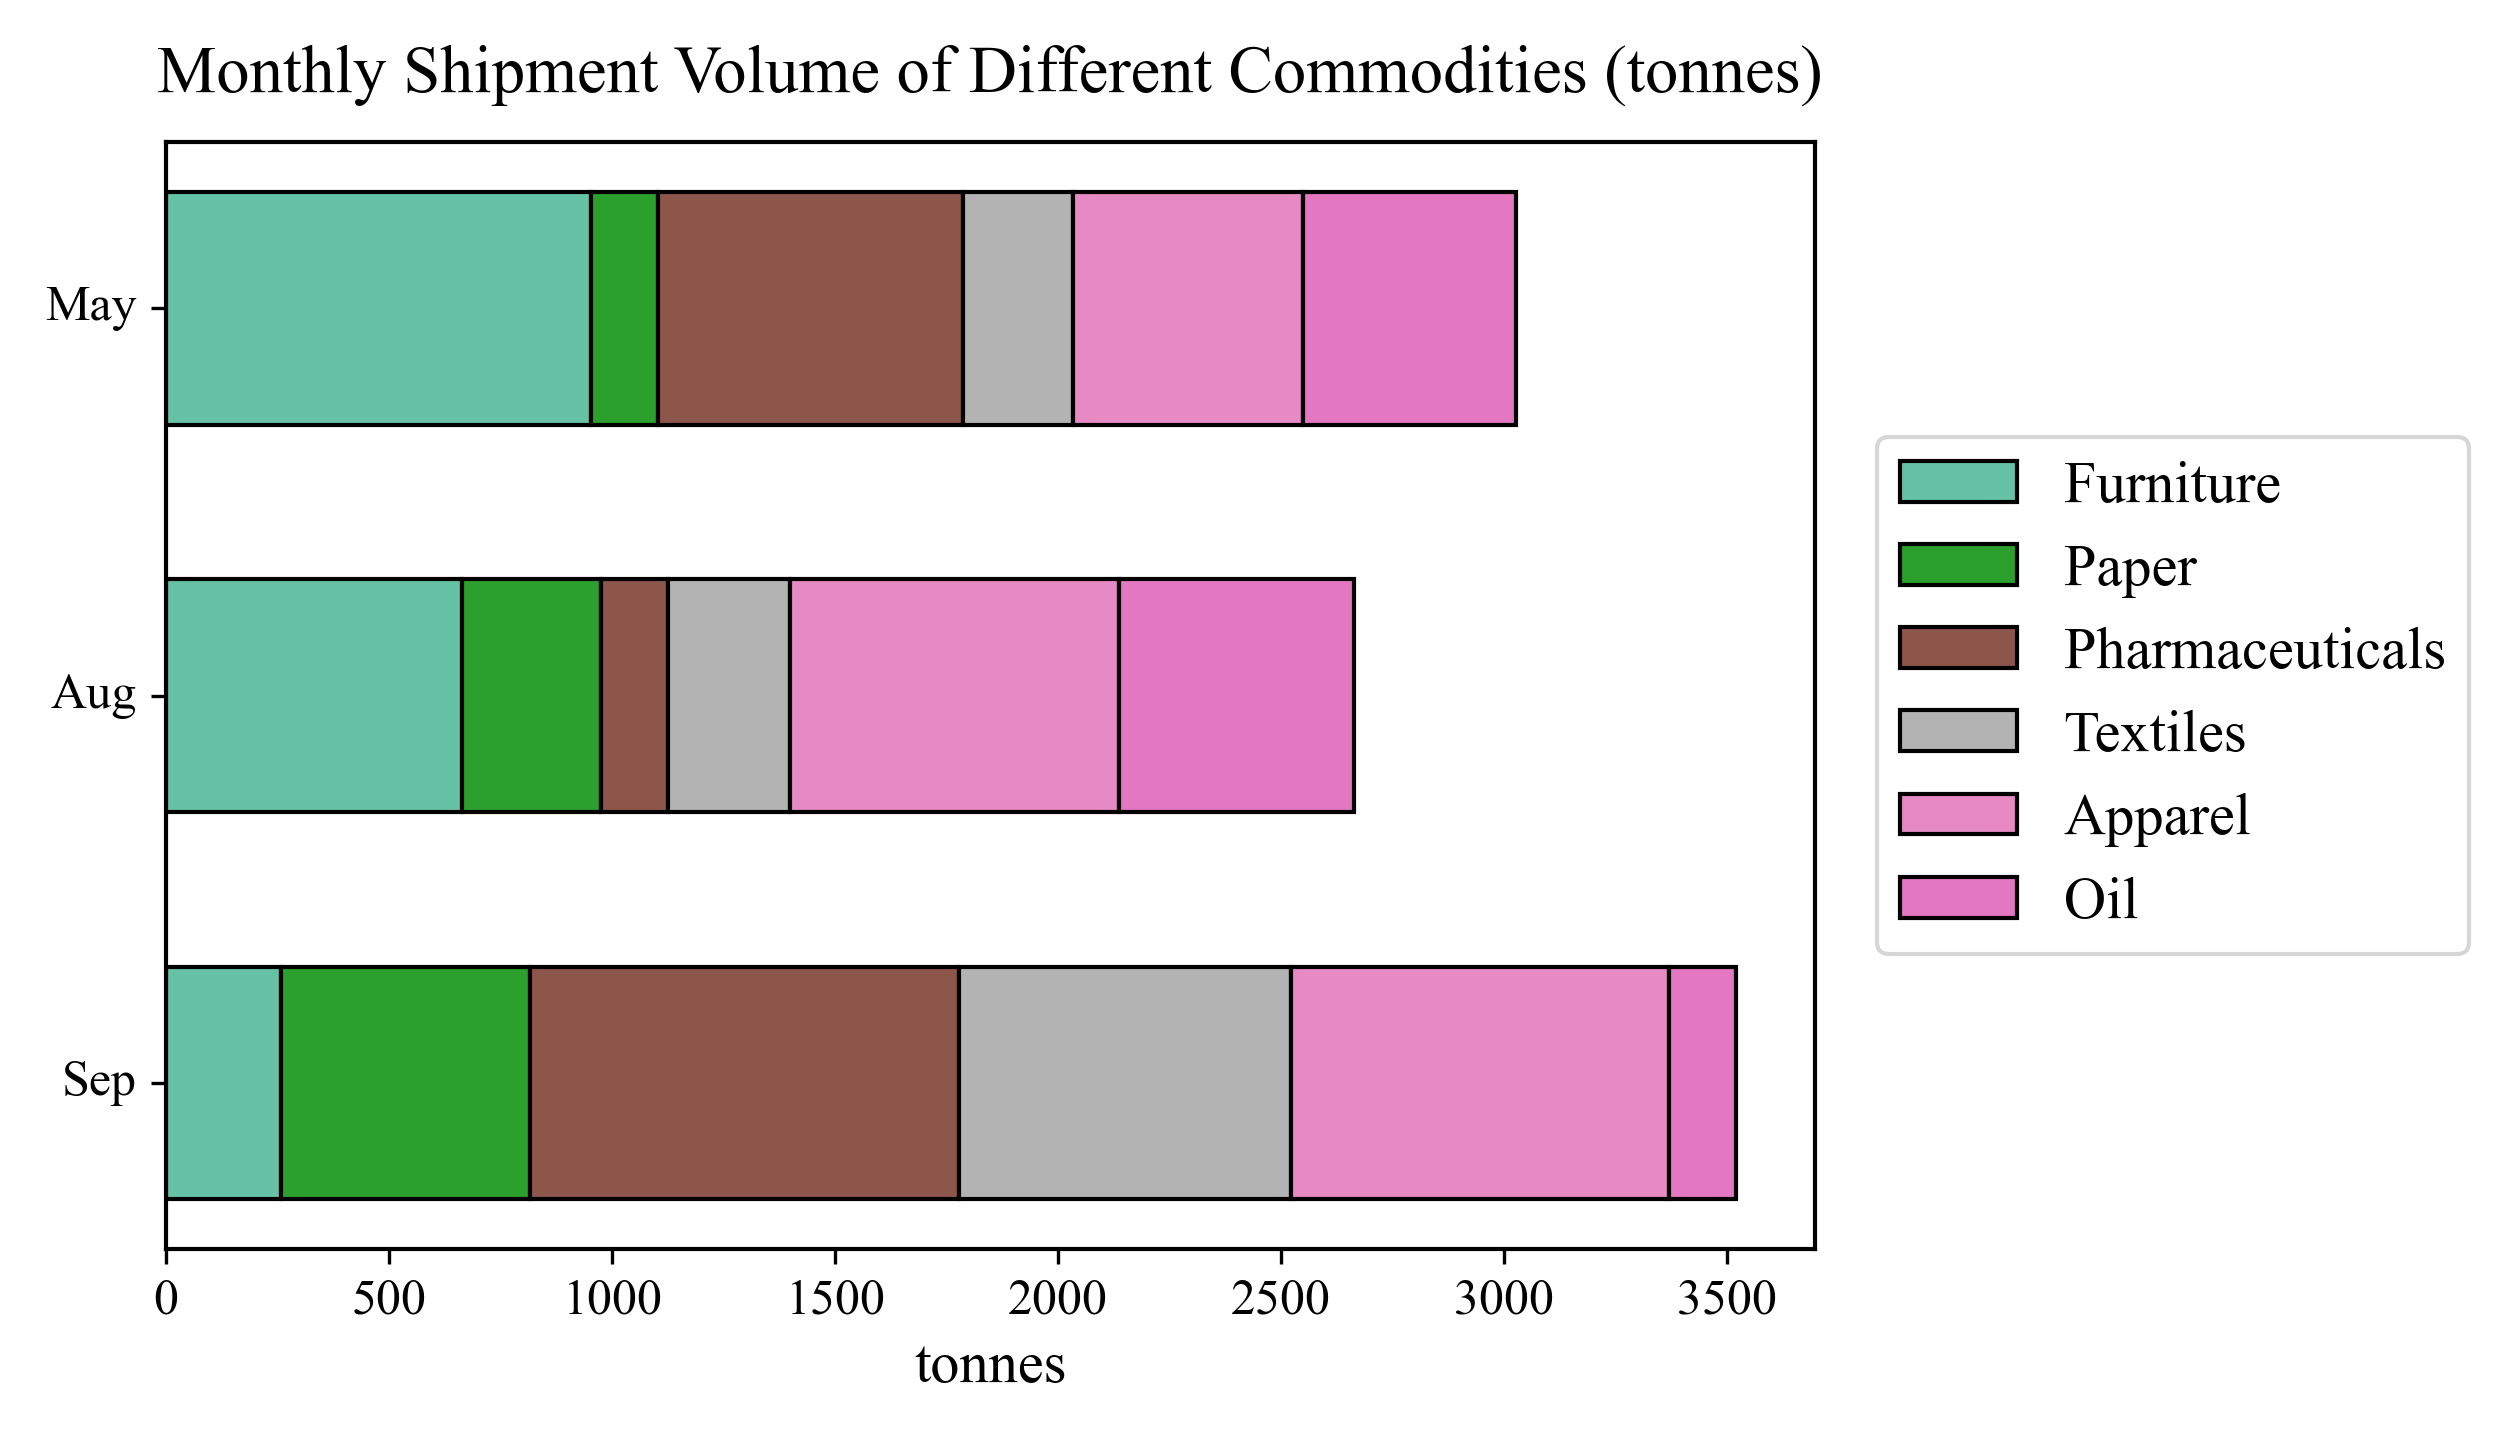 Monthly Shipment Volume of Different Commodities (tonnes)
May
Aug
Sep
0 500 1000 1500 2000 2500 3000 3500
tonnes
Furniture
Paper
Pharmaceuticals
Textiles
Apparel
Oil